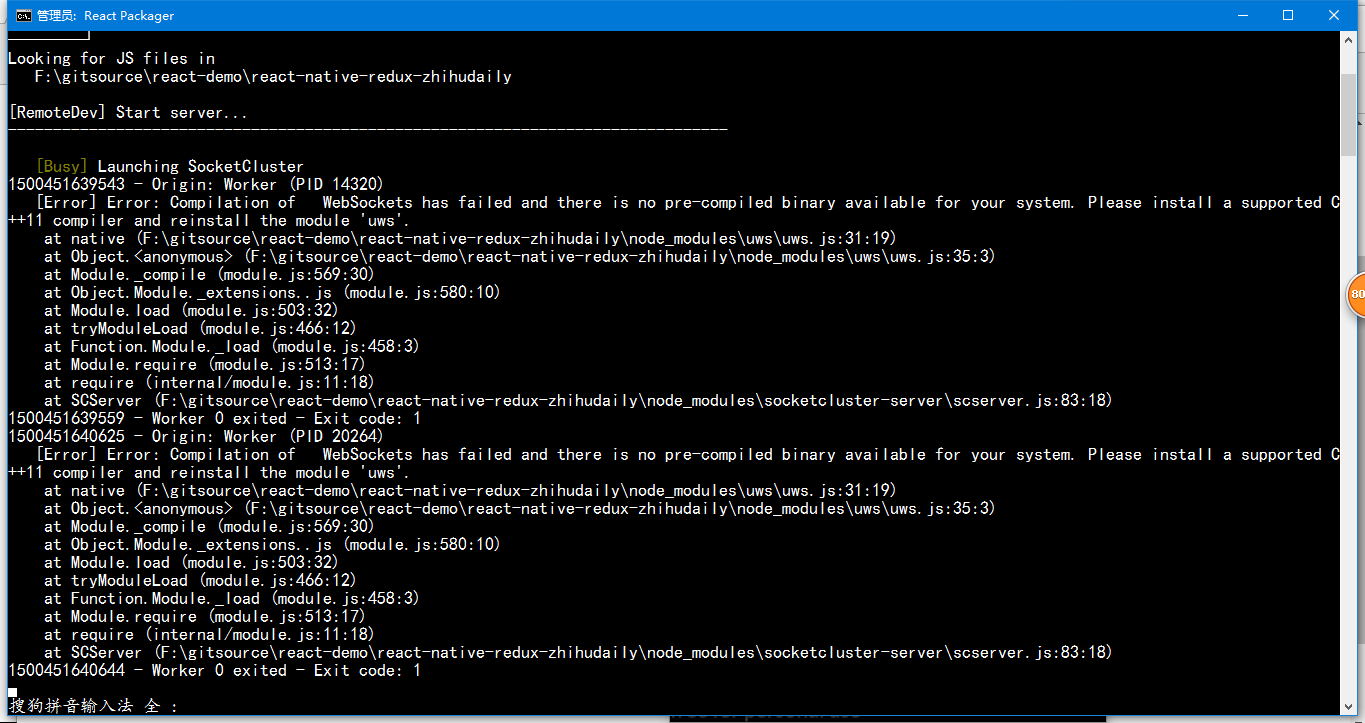 管理员: React Packager
Looking for JS files in
F:\gitsource\react-demo\react-native-redux-zhihudaily
[RemoteDev] Start server...
--------------------------------------------------------------------------------
[Busy] Launching SocketCluster
1500451639543 - Origin: Worker (PID 14320)
[Error] Error: Compilation of   WebSockets has failed and there is no pre-compiled binary available for your system. Please install a supported C
++11 compiler and reinstall the module 'uws'.
at native (F:\gitsource\react-demo\react-native-redux-zhihudaily\node_modules\uws\uws.js:31:19)
at Object.<anonymous> (F:\gitsource\react-demo\react-native-redux-zhihudaily\node_modules\uws\uws.js:35:3)
at Module._compile (module.js:569:30)
at Object.Module._extensions..js (module.js:580:10)
at Module.load (module.js:503:32)
at tryModuleLoad (module.js:466:12)
at Function.Module._load (module.js:458:3)
at Module.require (module.js:513:17)
at require (internal/module.js:11:18)
at SCServer (F:\gitsource\react-demo\react-native-redux-zhihudaily\node_modules\socketcluster-server\scserver.js:83:18)
1500451639559 - Worker 0 exited - Exit code: 1
1500451640625 - Origin: Worker (PID 20264)
[Error] Error: Compilation of   WebSockets has failed and there is no pre-compiled binary available for your system. Please install a supported C
++11 compiler and reinstall the module 'uws'.
at native (F:\gitsource\react-demo\react-native-redux-zhihudaily\node_modules\uws\uws.js:31:19)
at Object.<anonymous> (F:\gitsource\react-demo\react-native-redux-zhihudaily\node_modules\uws\uws.js:35:3)
at Module._compile (module.js:569:30)
at Object.Module._extensions..js (module.js:580:10)
at Module.load (module.js:503:32)
at tryModuleLoad (module.js:466:12)
at Function.Module._load (module.js:458:3)
at Module.require (module.js:513:17)
at require (internal/module.js:11:18)
at SCServer (F:\gitsource\react-demo\react-native-redux-zhihudaily\node_modules\socketcluster-server\scserver.js:83:18)
1500451640644 - Worker 0 exited - Exit code: 1
搜狗拼音输入法 全 :
80